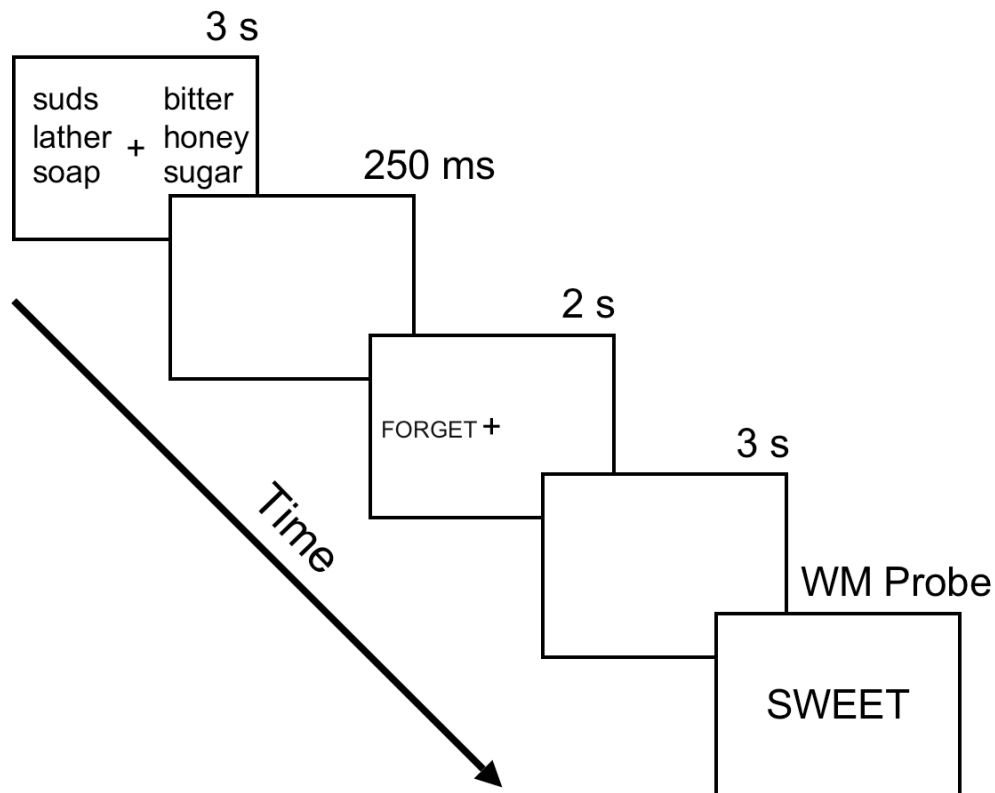 3 s
suds bitter
lather + honey
soap sugar
250 ms
2 s
FORGET +
3 s
Time
WM Probe
SWEET